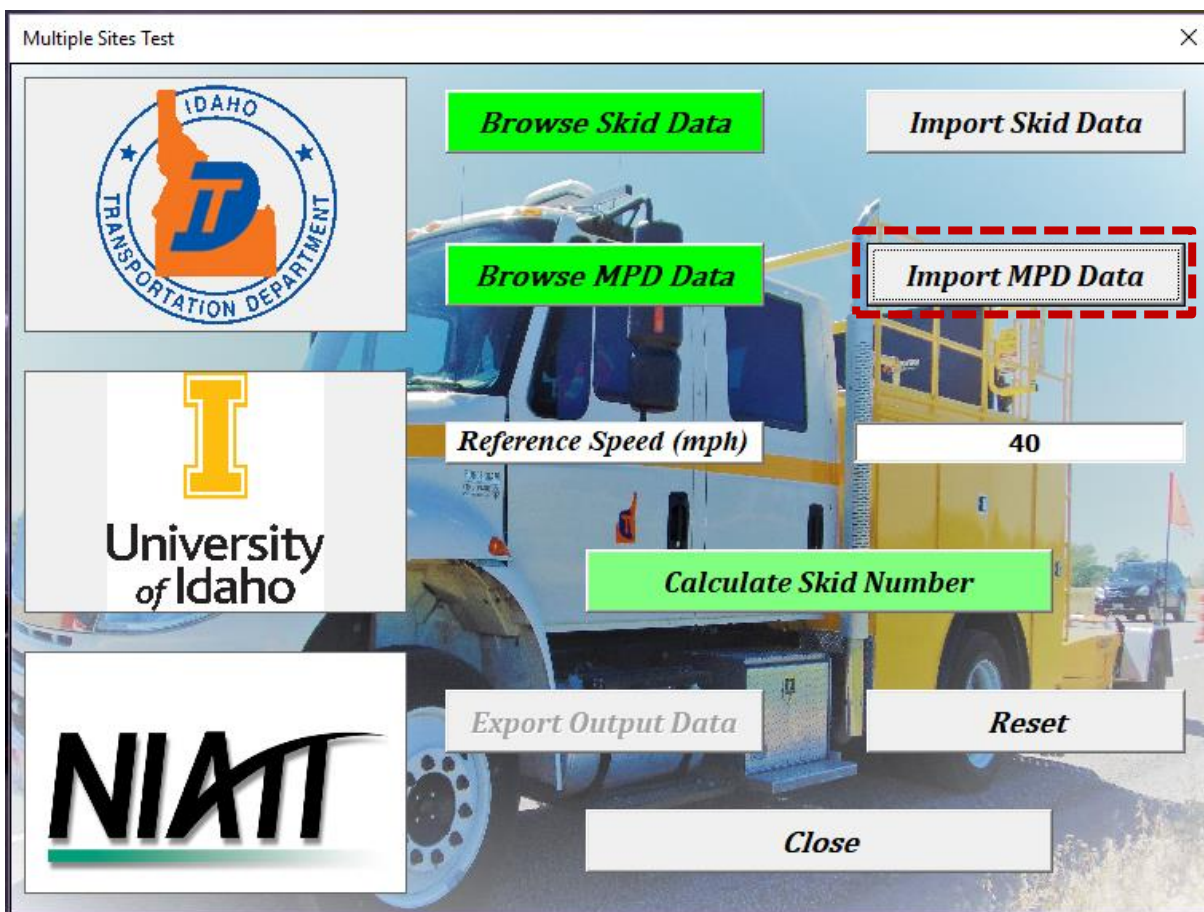 Multiple Sites Test
IDAHO
TRANSPORTATION DEPARTMENT
Browse Skid Data
Import Skid Data
Browse MPD Data
Import MPD Data
University
of Idaho
Reference Speed (mph)
40
Calculate Skid Number
NIATT
Export Output Data
Reset
Close